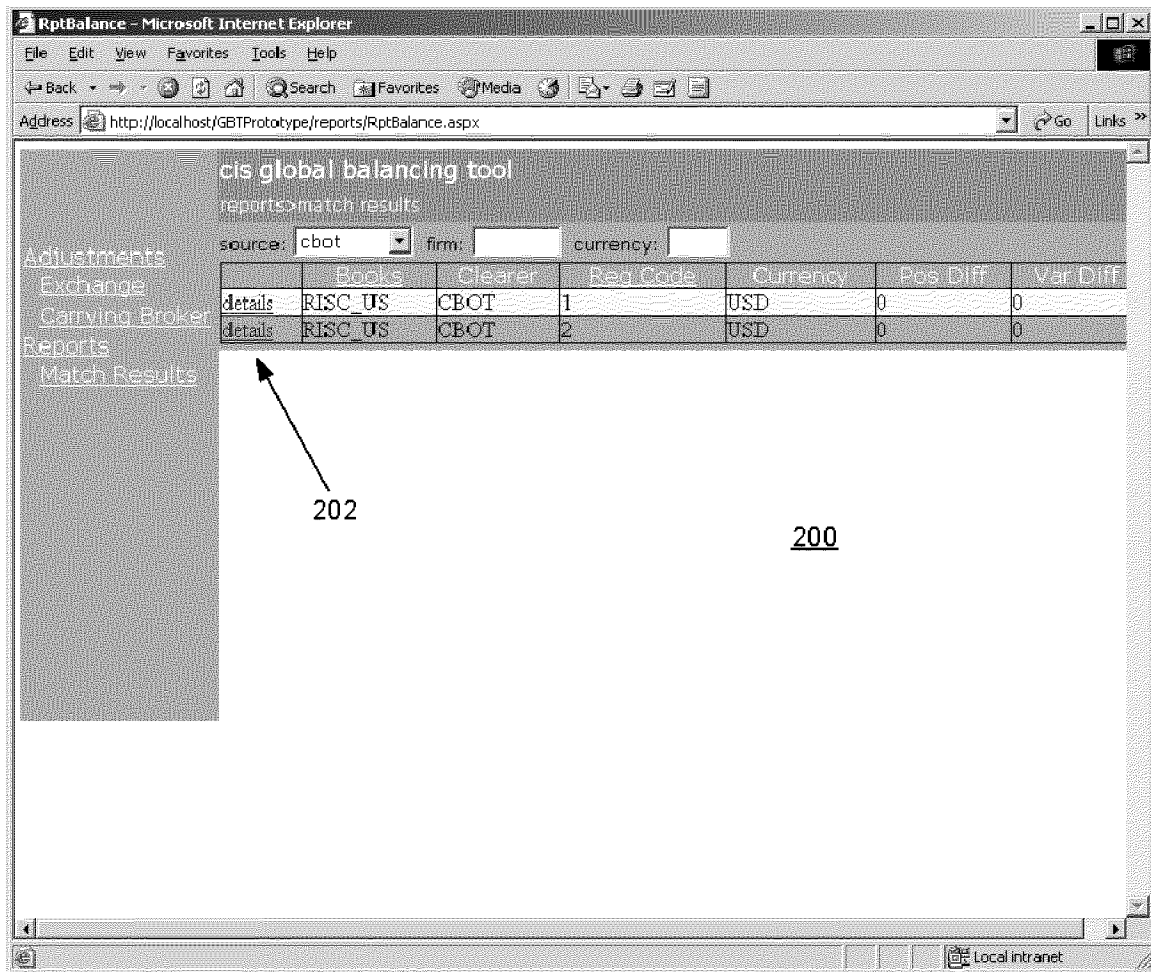 RptBalance - Microsoft Internet Explorer
File Edit View Favorites Tools Help
Back Search Favorites Media
Address http://localhost/GBTPrototype/reports/RptBalance.aspx Go Links »
cis global balancing tool
reports>match results
source: cbot firm: currency:
Adjustments
Exchange
Carrying Broker
Reports
Match Results
Books Clearer Reg Code Currency Pos Diff Var Diff
details RISC_US CBOT 1 USD 0 0
details RISC_US CBOT 2 USD 0 0
202
200
Local intranet